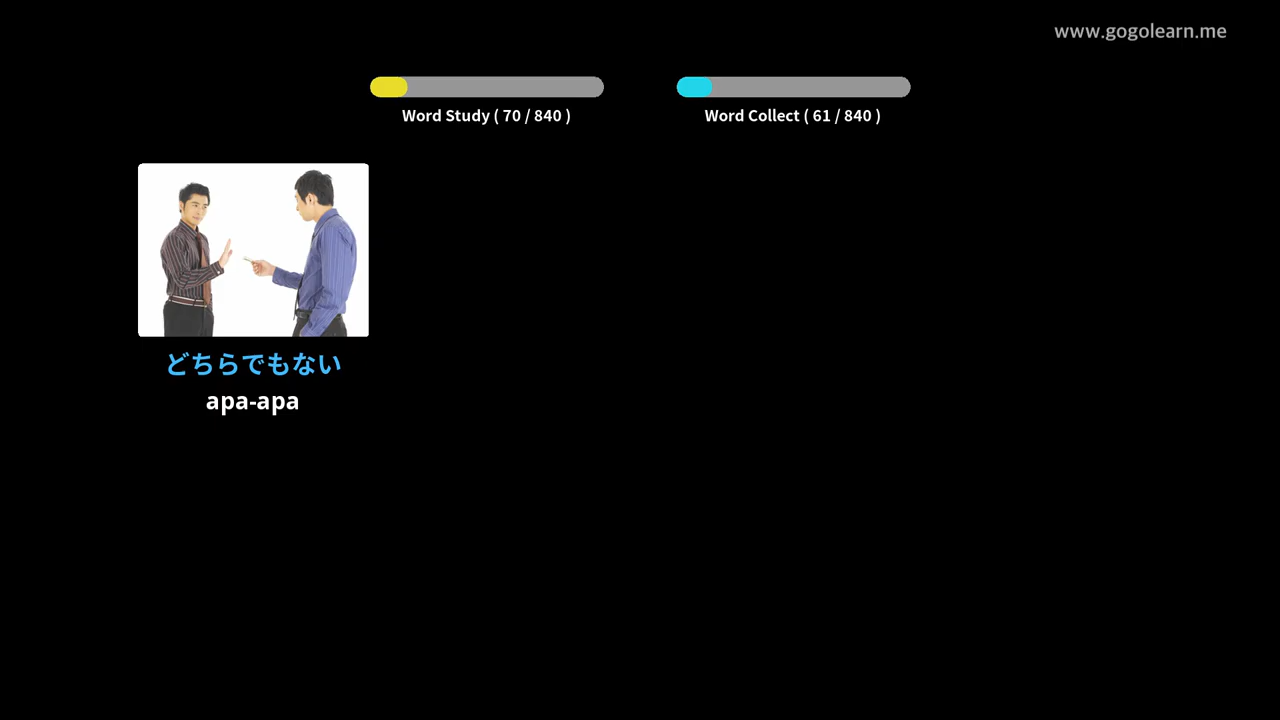 www.gogolearn.me
Word Study ( 70 / 840 )
Word Collect ( 61 / 840 )
どちらでもない
apa-apa